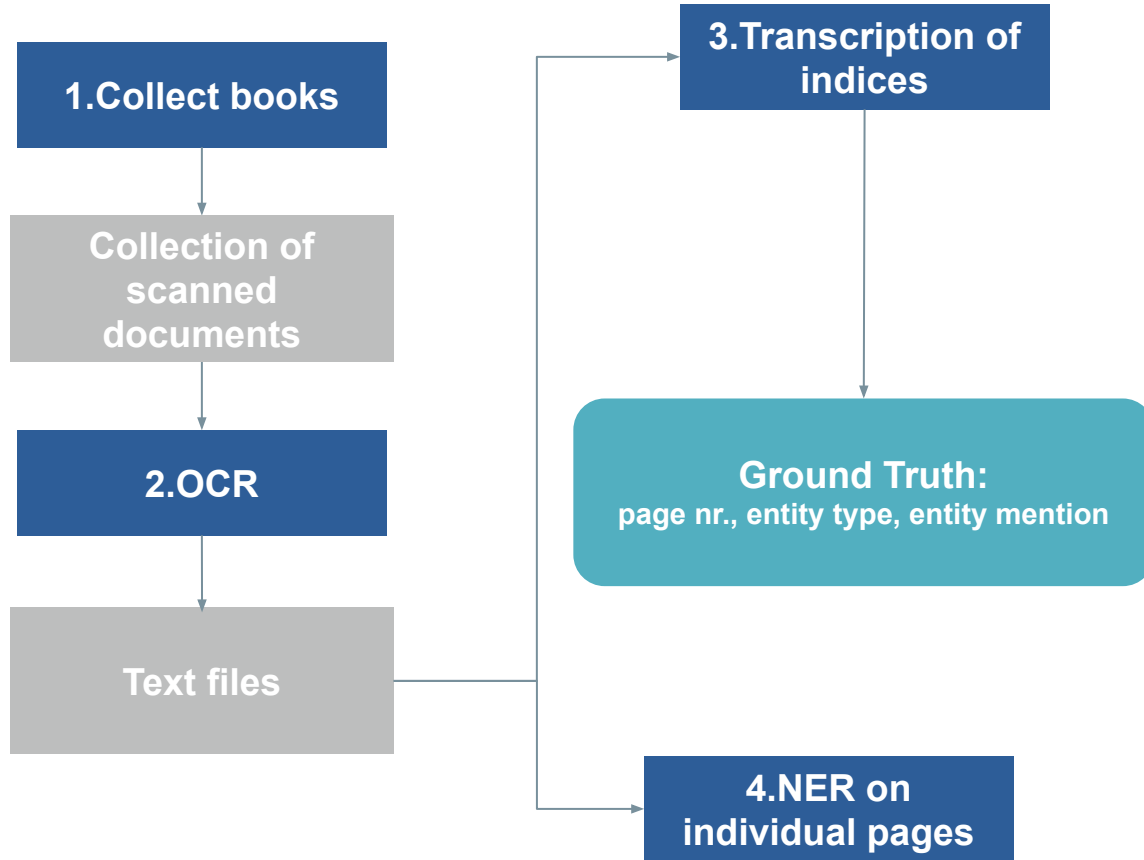 1.Collect books
Collection of
scanned
documents
2.OCR
Text files
3.Transcription of
indices
Ground Truth:
page nr., entity type, entity mention
4.NER on
individual pages